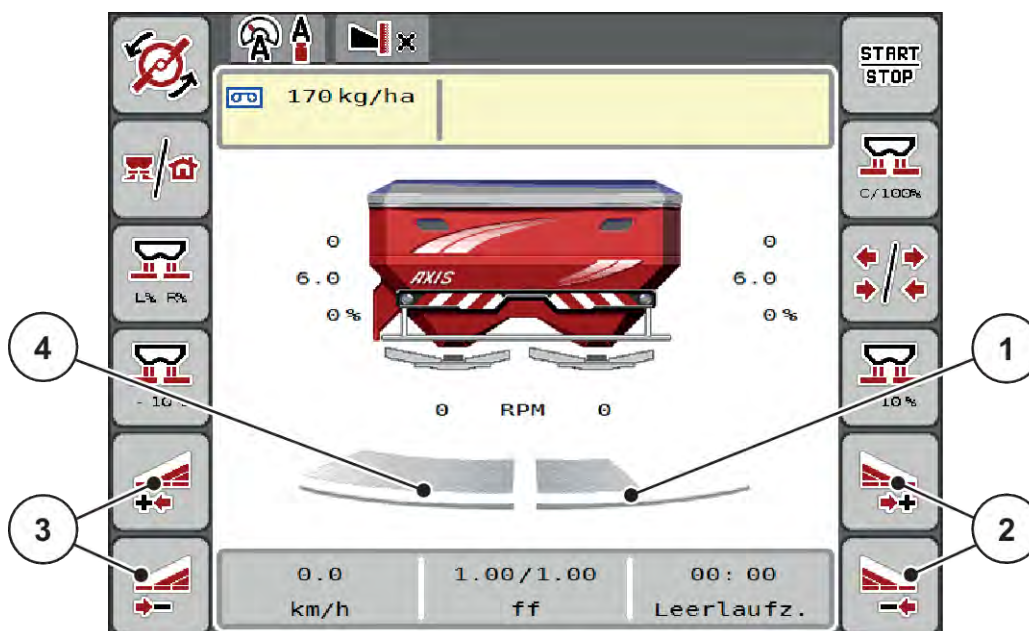 A A x
START
STOP
170 kg/ha
C/100%
0 0
6.0 AXIS 6.0
L% R%
0% 0%
4
1
- 10 %
10 %
0 RPM 0
3
2
0.0 1.00/1.00 00:00
km/h ff Leerlaufz.